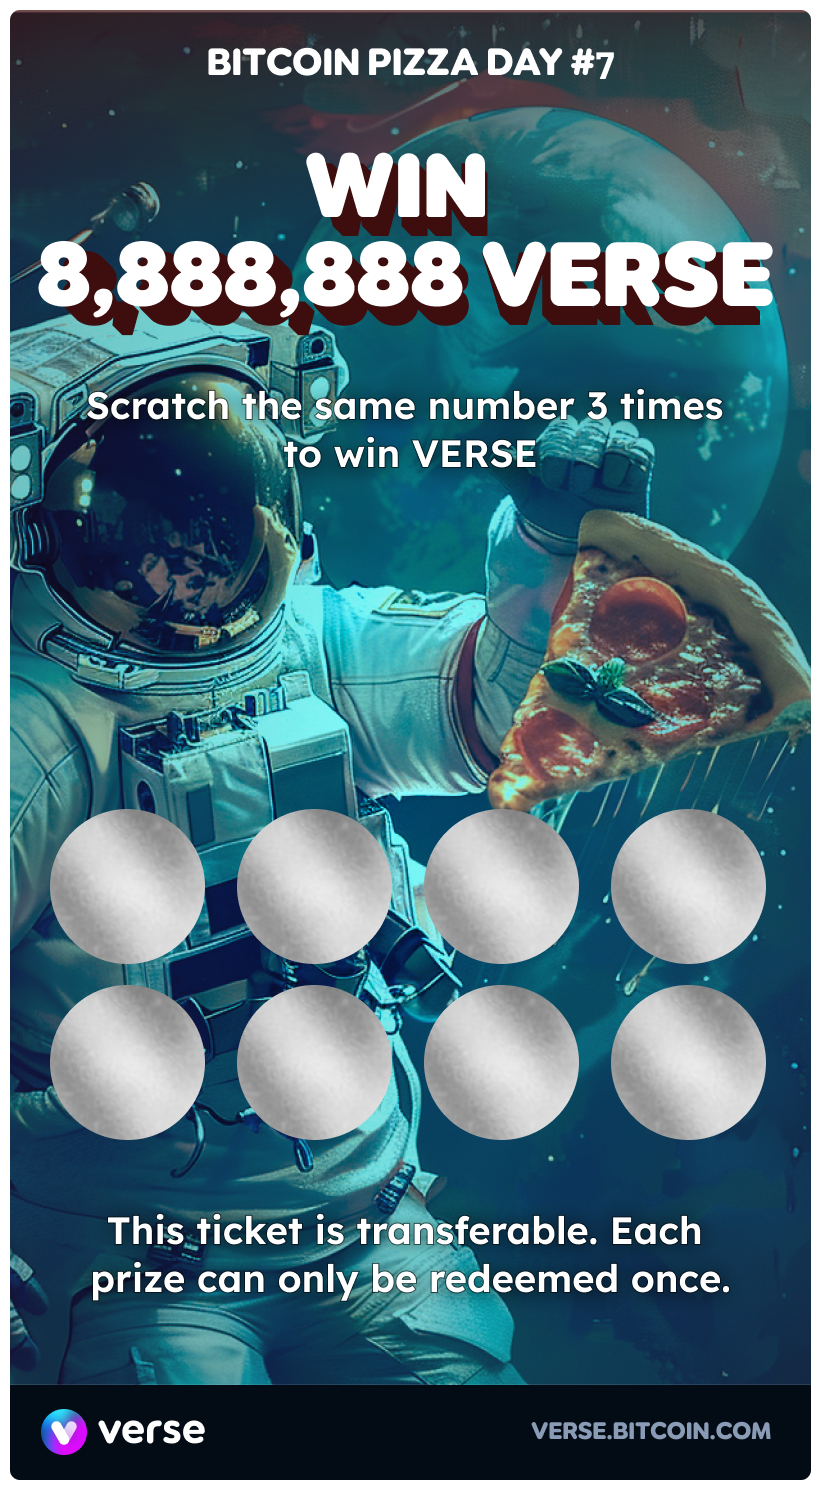 BITCOIN PIZZA DAY #7
WIN
8,888,888 VERSE
Scratch the same number 3 times
to win VERSE
This ticket is transferable. Each
prize can only be redeemed once.
verse
VERSE.BITCOIN.COM